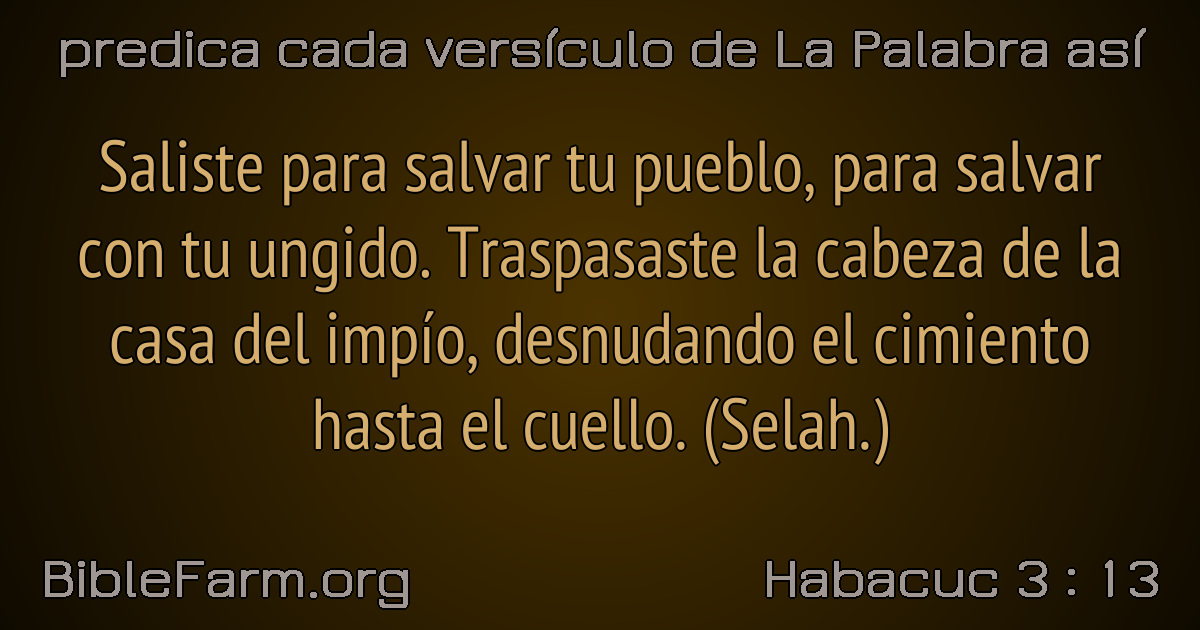 predica cada versículo de La Palabra así
Saliste para salvar tu pueblo, para salvar
con tu ungido. Traspasaste la cabeza de la
casa del impío, desnudando el cimiento
hasta el cuello. (Selah.)
BibleFarm.org
Habacuc 3 : 13